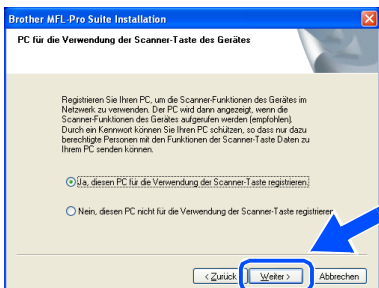 Brother MFL-Pro Suite Installation
PC für die Verwendung der Scanner-Taste des Gerätes
Registrieren Sie Ihren PC, um die Scanner-Funktionen des Gerätes im
Netzwerk zu verwenden. Der PC wird dann angezeigt, wenn die
Scanner-Funktionen des Gerätes aufgerufen werden (empfohlen).
Durch ein Kennwort können Sie Ihren PC schützen, so dass nur dazu
berechtigte Personen mit den Funktionen der Scanner-Taste Daten zu
Ihrem PC senden können.
Ja, diesen PC für die Verwendung der Scanner-Taste registrieren.
Nein, diesen PC nicht für die Verwendung der Scanner-Taste registrieren
< Zurück
Weiter >
Abbrechen